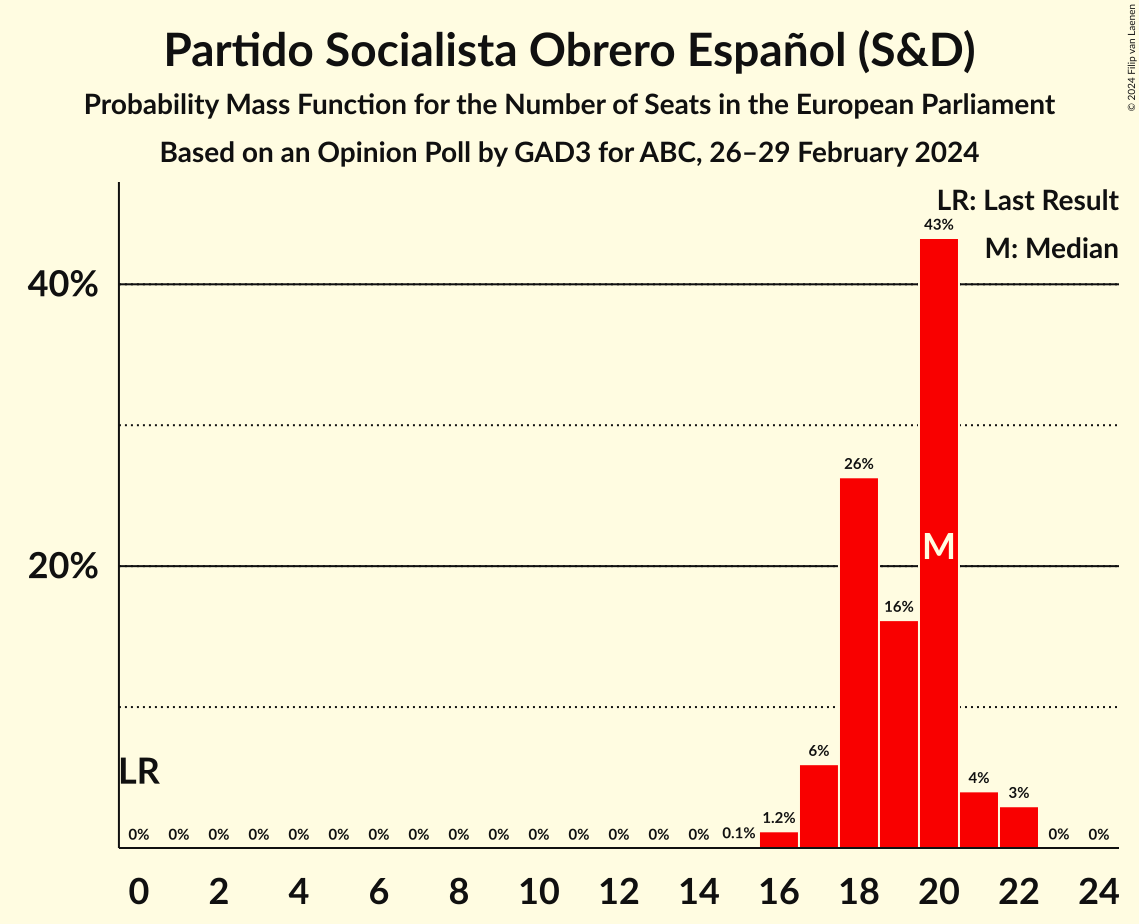 Partido Socialista Obrero Español (S&D)
Probability Mass Function for the Number of Seats in the European Parliament
Based on an Opinion Poll by GAD3 for ABC, 26–29 February 2024
© 2024 Filip van Laenen
LR: Last Result
M: Median
43%
40%
26%
M
20%
16%
6%
LR
4%
3%
1.2%
0% 0% 0% 0% 0% 0% 0% 0% 0% 0% 0% 0% 0% 0% 0% 0.1% 0% 0%
0 2 4 6 8 10 12 14 16 18 20 22 24